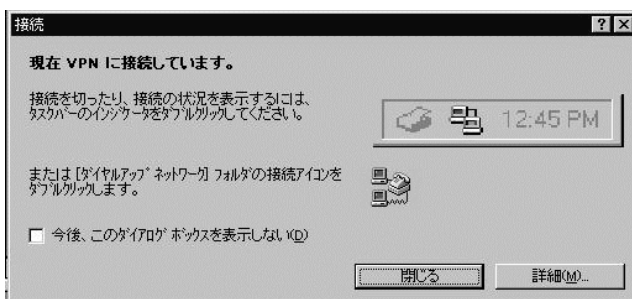 接続
現在 VPN に接続しています。
接続を切ったり、接続の状況を表示するには、
ﾀｽｸﾊﾞｰのｲﾝｼﾞｹｰﾀをﾀﾞﾌﾞﾙｸﾘｯｸしてください。
12:45 PM
または [ﾀﾞｲﾔﾙｱｯﾌﾟ ﾈｯﾄﾜｰｸ] ﾌｫﾙﾀﾞの接続ｱｲｺﾝを
ﾀﾞﾌﾞﾙｸﾘｯｸします。
今後、このﾀﾞｲｱﾛｸﾞ ﾎﾞｯｸｽを表示しない(D)
閉じる
詳細(M)...